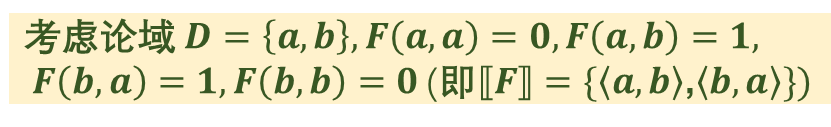 考虑论域 D = {a, b}, F(a, a) = 0, F(a, b) = 1,
F(b, a) = 1, F(b, b) = 0 (即⟦F⟧ = {⟨a, b⟩,⟨b, a⟩})